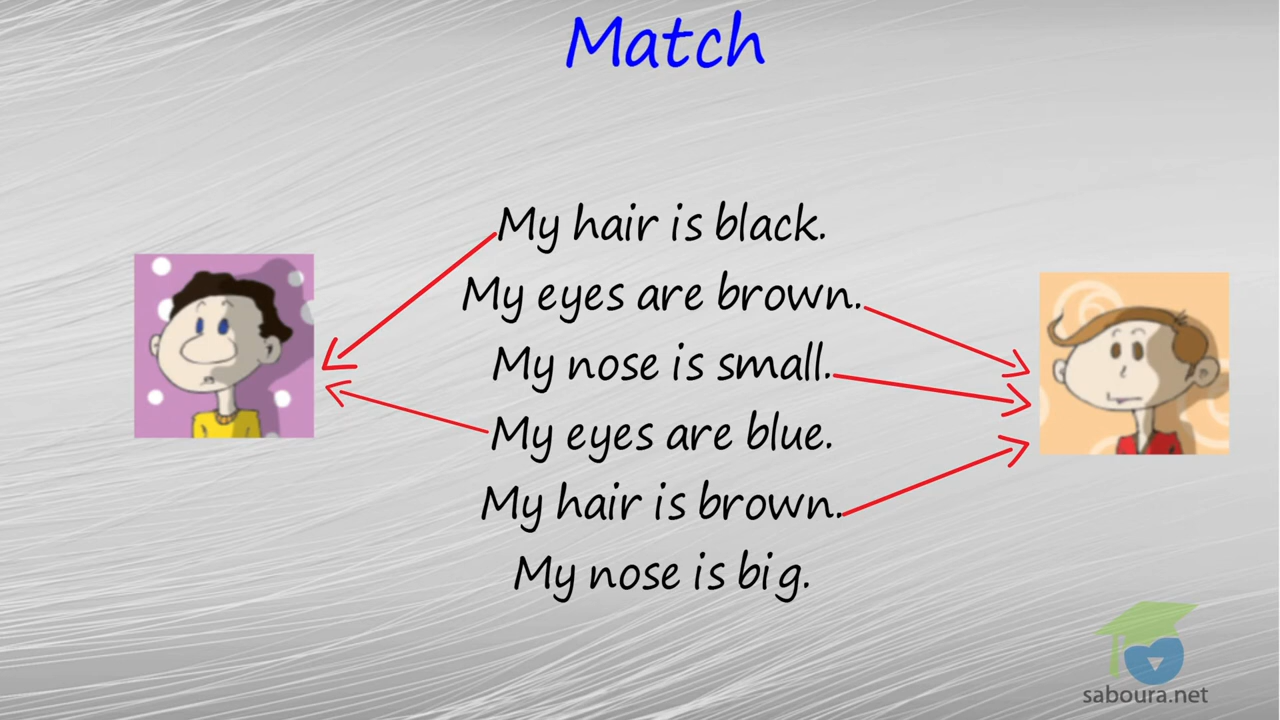 Match
My hair is black.
My eyes are brown.
My nose is small.
My eyes are blue.
My hair is brown.
My nose is big.
saboura.net